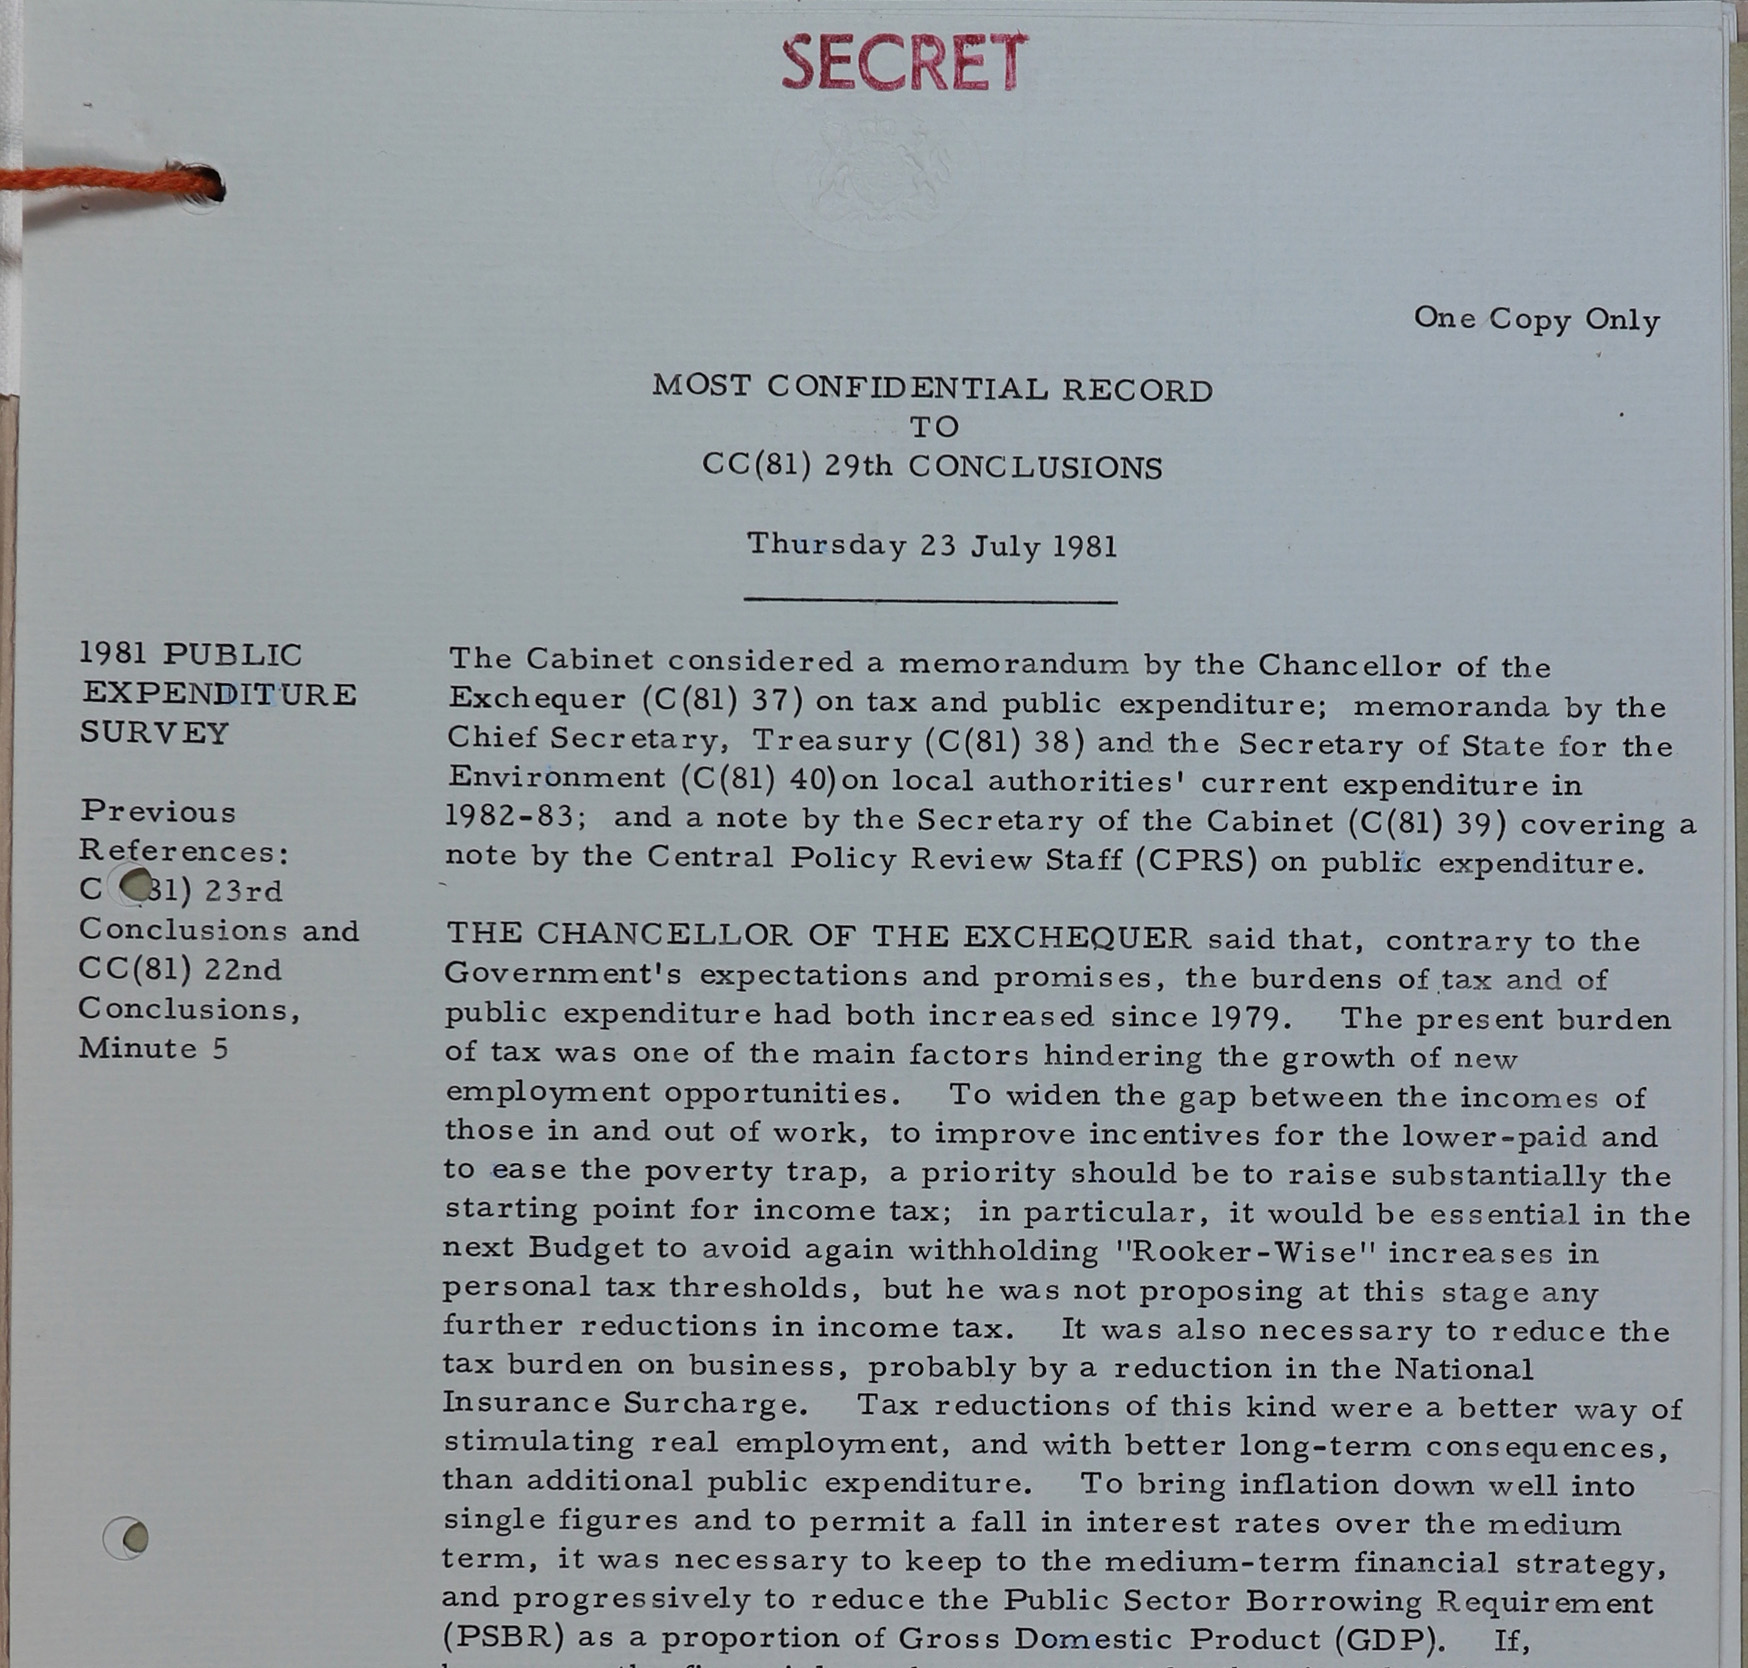 SECRET
One Copy Only
MOST CONFIDENTIAL RECORD
TO
CC(81) 29th CONCLUSIONS
Thursday 23 July 1981
1981 PUBLIC
EXPENDITURE
SURVEY
Previous
References:
C 81) 23rd
Conclusions and
CC(81) 22nd
Conclusions,
Minute 5
The Cabinet considered a memorandum by the Chancellor of the
Exchequer (C(81) 37) on tax and public expenditure; memoranda by the
Chief Secretary, Treasury (C(81) 38) and the Secretary of State for the
Environment (C(81) 40) on local authorities' current expenditure in
1982-83; and a note by the Secretary of the Cabinet (C(81) 39) covering a
note by the Central Policy Review Staff (CPRS) on public expenditure.
THE CHANCELLOR OF THE EXCHEQUER said that, contrary to the
Government's expectations and promises, the burdens of tax and of
public expenditure had both increased since 1979. The present burden
of tax was one of the main factors hindering the growth of new
employment opportunities. To widen the gap between the incomes of
those in and out of work, to improve incentives for the lower-paid and
to ease the poverty trap, a priority should be to raise substantially the
starting point for income tax; in particular, it would be essential in the
next Budget to avoid again withholding "Rooker-Wise" increases in
personal tax thresholds, but he was not proposing at this stage any
further reductions in income tax. It was also necessary to reduce the
tax burden on business, probably by a reduction in the National
Insurance Surcharge. Tax reductions of this kind were a better way of
stimulating real employment, and with better long-term consequences,
than additional public expenditure. To bring inflation down well into
single figures and to permit a fall in interest rates over the medium
term, it was necessary to keep to the medium-term financial strategy,
and progressively to reduce the Public Sector Borrowing Requirement
(PSBR) as a proportion of Gross Domestic Product (GDP). If,